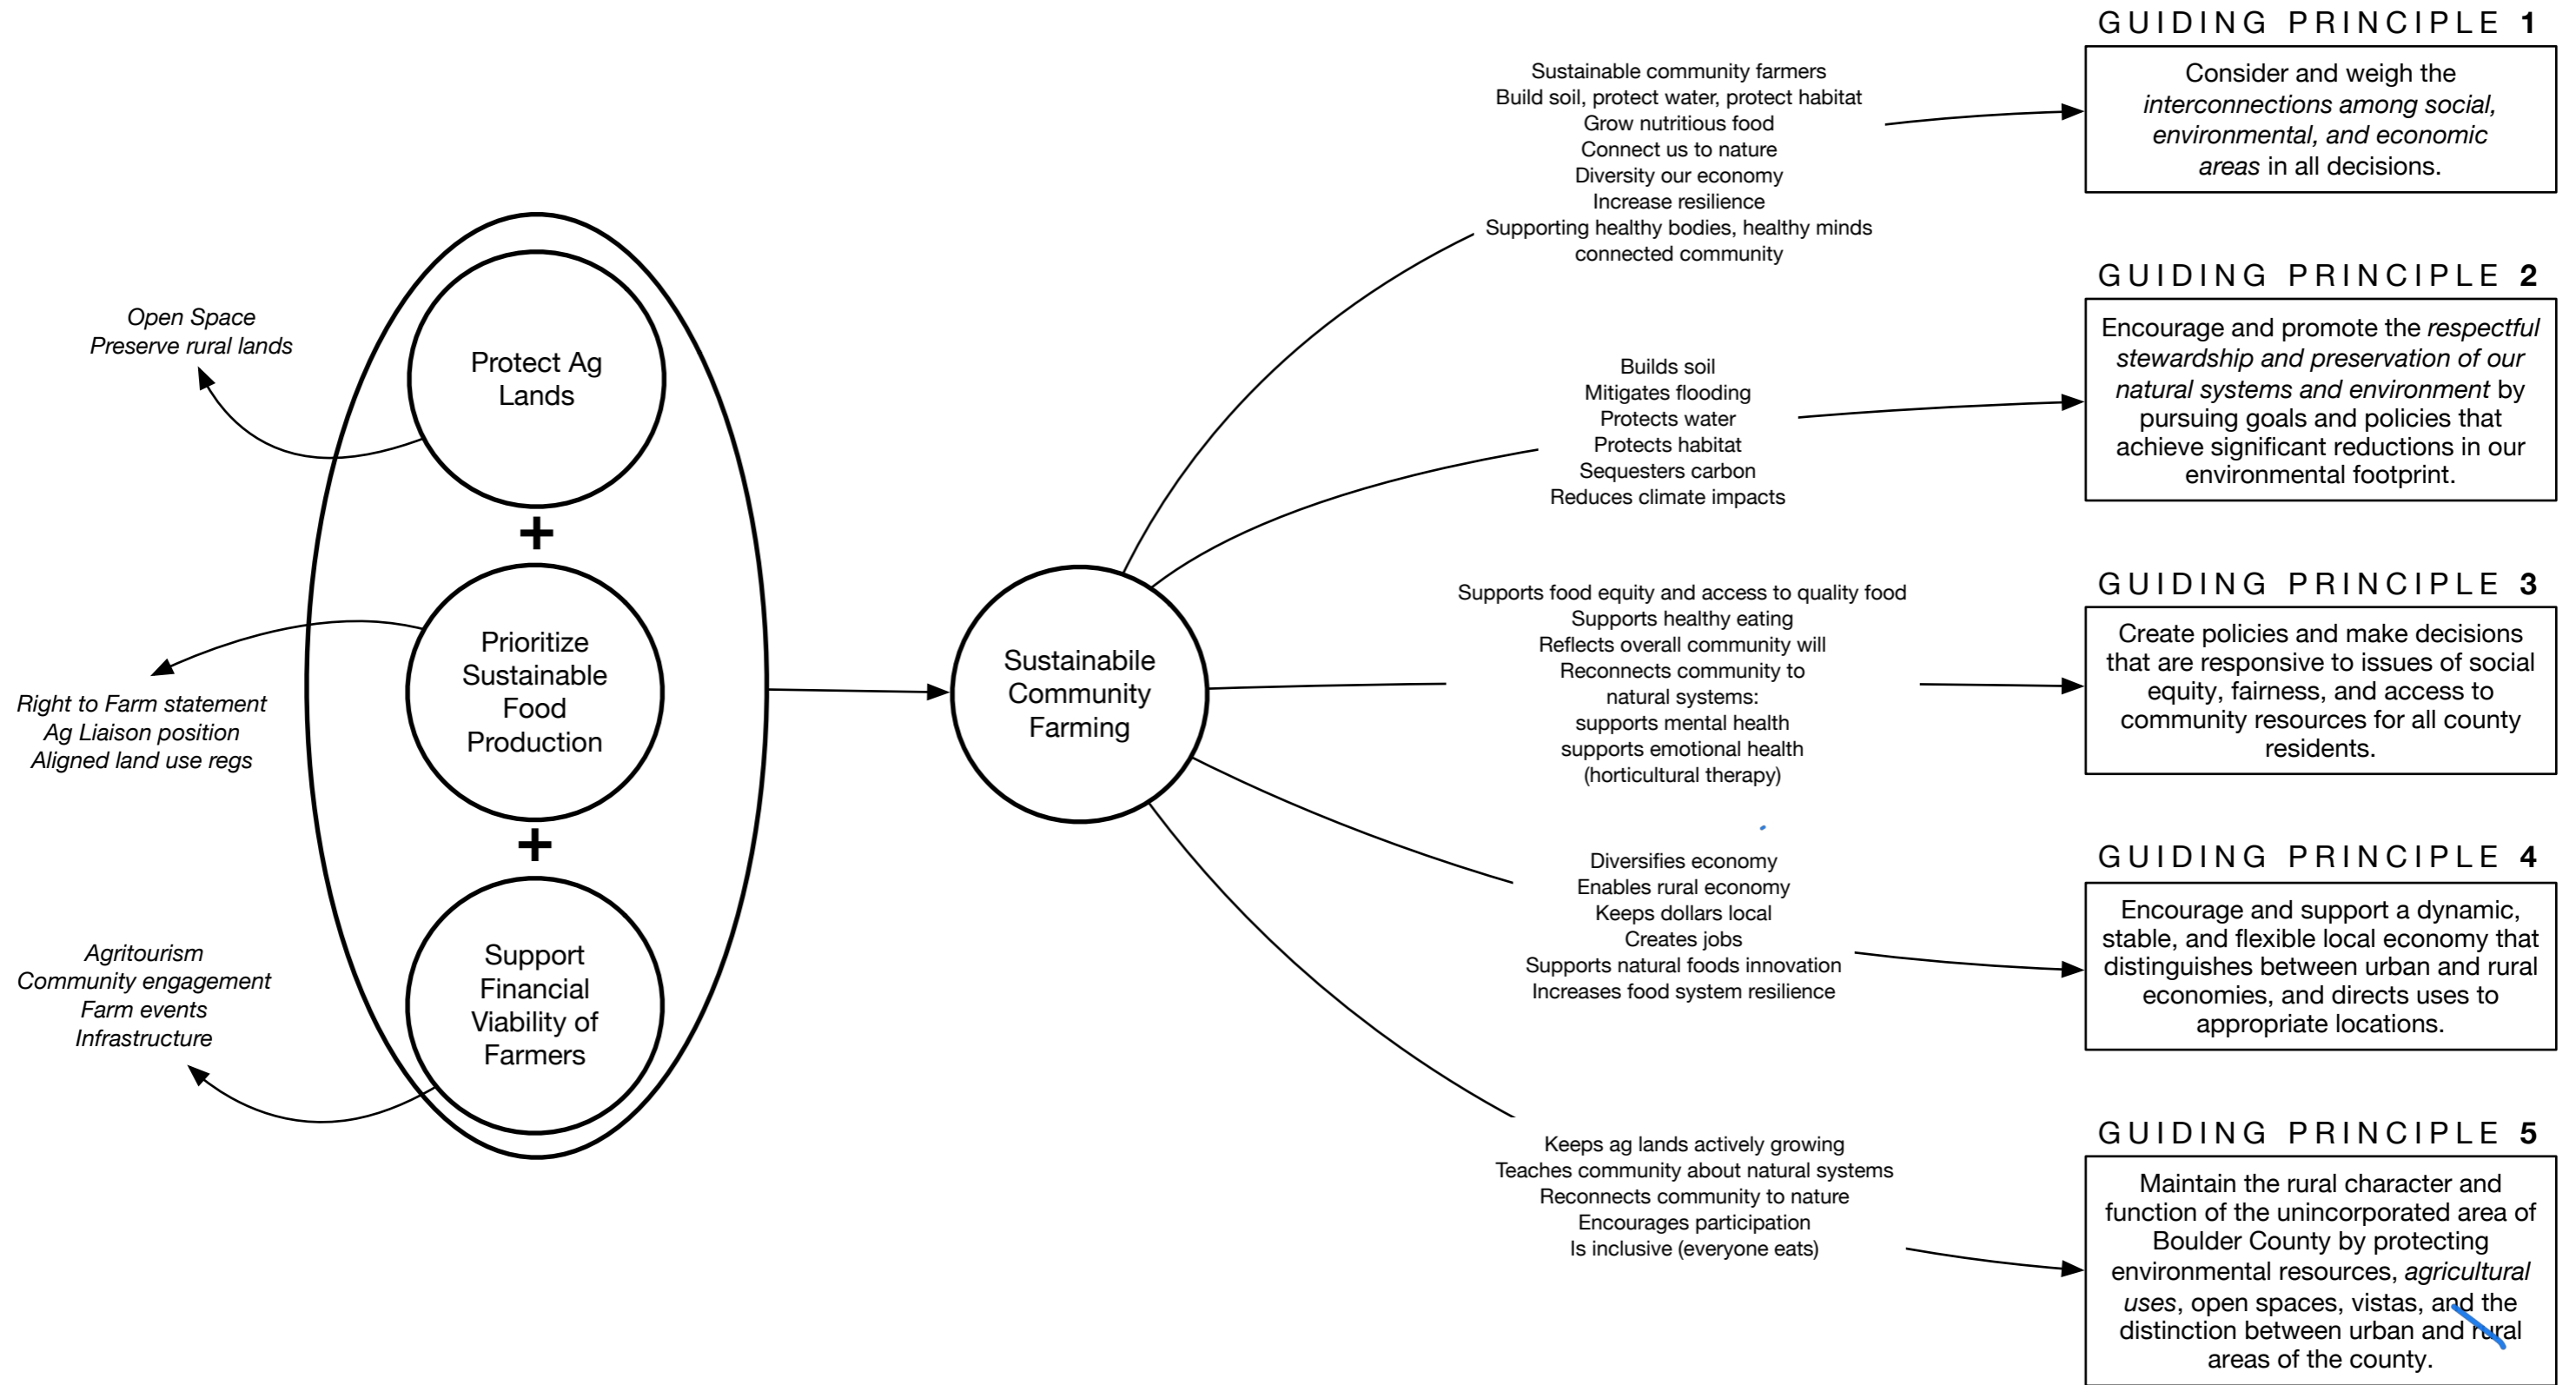 Open Space
Preserve rural lands
Right to Farm statement
Ag Liaison position
Aligned land use regs
Agritourism
Community engagement
Farm events
Infrastructure
Protect Ag
Lands
+
Prioritize
Sustainable
Food
Production
+
Support
Financial
Viability of
Farmers
Sustainabile
Community
Farming
Sustainable community farmers
Build soil, protect water, protect habitat
Grow nutritious food
Connect us to nature
Diversity our economy
Increase resilience
Supporting healthy bodies, healthy minds
connected community
Builds soil
Mitigates flooding
Protects water
Protects habitat
Sequesters carbon
Reduces climate impacts
Supports food equity and access to quality food
Supports healthy eating
Reflects overall community will
Reconnects community to
natural systems:
supports mental health
supports emotional health
(horticultural therapy)
Diversifies economy
Enables rural economy
Keeps dollars local
Creates jobs
Supports natural foods innovation
Increases food system resilience
Keeps ag lands actively growing
Teaches community about natural systems
Reconnects community to nature
Encourages participation
Is inclusive (everyone eats)
GUIDING PRINCIPLE 1
Consider and weigh the
interconnections among social,
environmental, and economic
areas in all decisions.
GUIDING PRINCIPLE 2
Encourage and promote the respectful
stewardship and preservation of our
natural systems and environment by
pursuing goals and policies that
achieve significant reductions in our
environmental footprint.
GUIDING PRINCIPLE 3
Create policies and make decisions
that are responsive to issues of social
equity, fairness, and access to
community resources for all county
residents.
GUIDING PRINCIPLE 4
Encourage and support a dynamic,
stable, and flexible local economy that
distinguishes between urban and rural
economies, and directs uses to
appropriate locations.
GUIDING PRINCIPLE 5
Maintain the rural character and
function of the unincorporated area of
Boulder County by protecting
environmental resources, agricultural
uses, open spaces, vistas, and the
distinction between urban and rural
areas of the county.